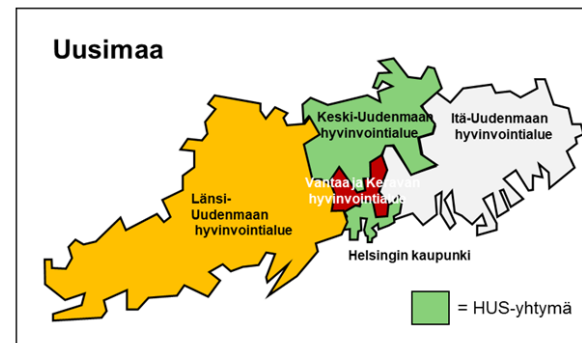 Uusimaa
Keski-Uudenmaan
hyvinvointialue
Itä-Uudenmaan
hyvinvointialue
Vantaa ja Keravan
hyvinvointialue
Länsi-
Uudenmaan
hyvinvointialue
Helsingin kaupunki
= HUS-yhtymä